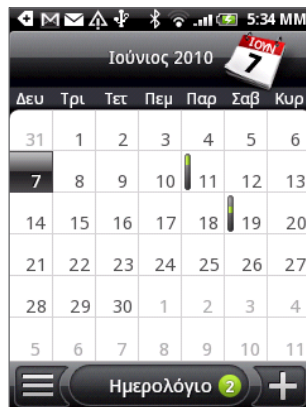 5:34 MM
Ιούνιος 2010
ΙΟΥΝ
7
Δευ Τρι Τετ Πεμ Παρ Σαβ Κυρ
31 1 2 3 4 5 6
7 8 9 10 11 12 13
14 15 16 17 18 19 20
21 22 23 24 25 26 27
28 29 30 1 2 3 4
5 6 7 8 9 10 11
Ημερολόγιο 2